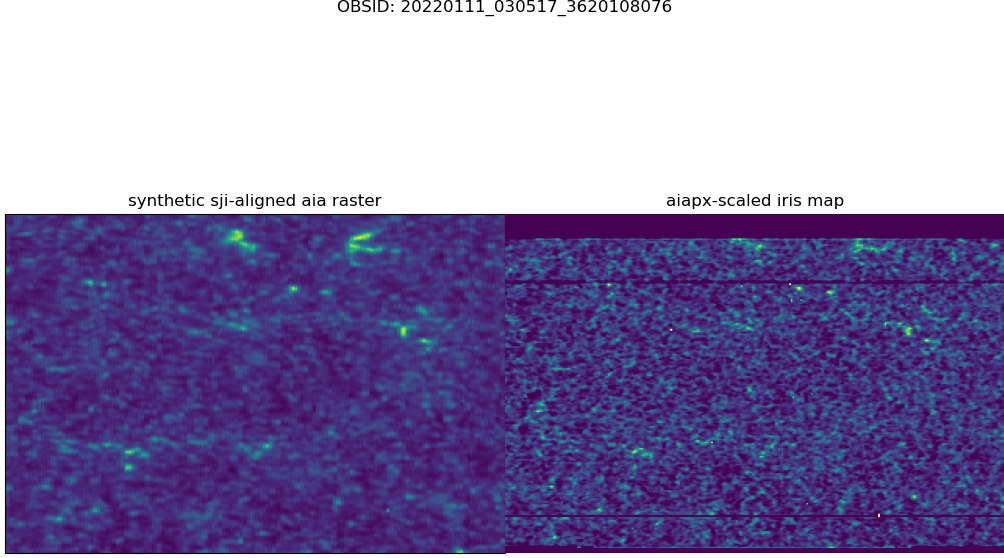 OBSID: 20220111_030517_3620108076
synthetic sji-aligned aia raster
aiapx-scaled iris map